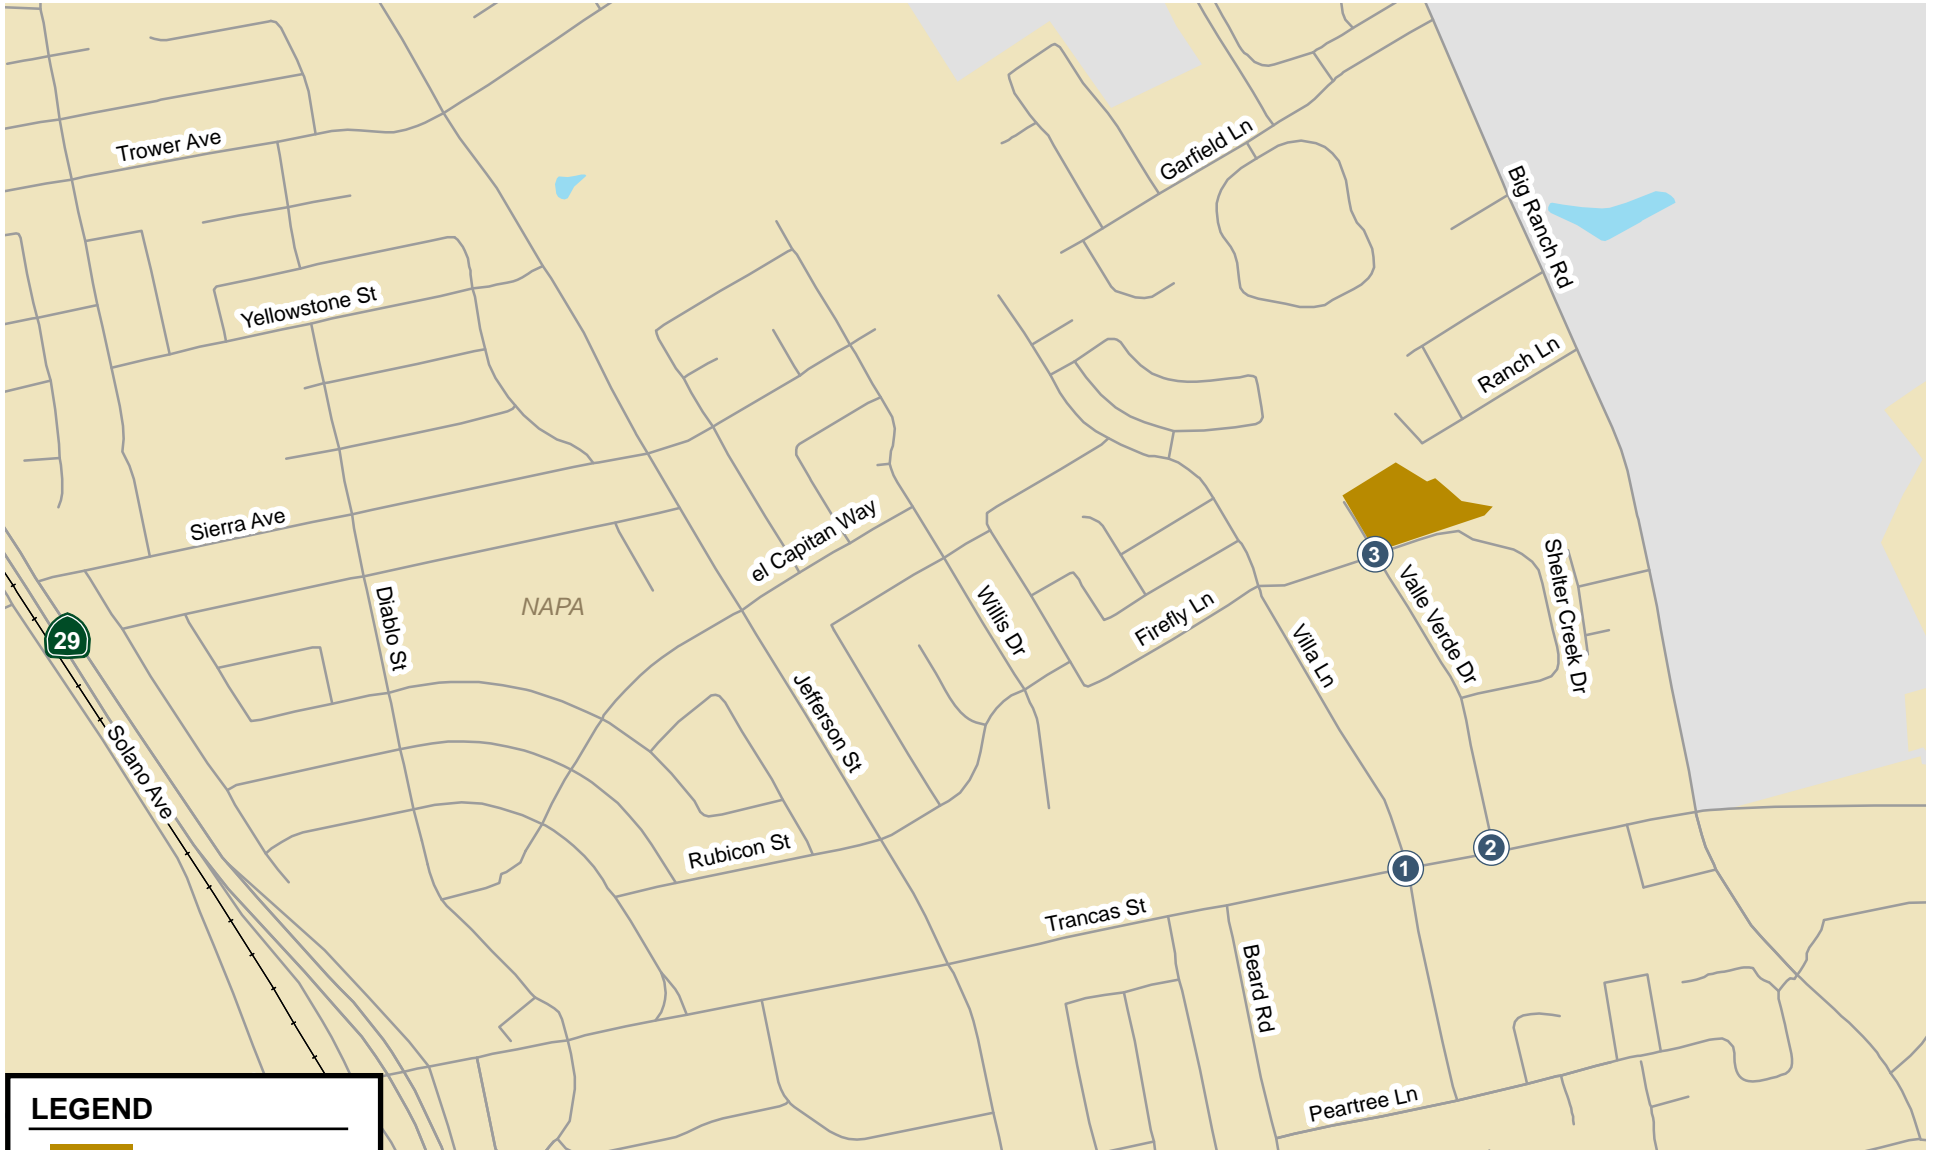 Trower Ave
Garfield Ln
Big Ranch Rd
Yellowstone St
Ranch Ln
Sierra Ave
el Capitan Way
Diablo St
NAPA
Willis Dr
Firefly Ln
3
Valle Verde Dr
Shelter Creek Dr
29
Villa Ln
Jefferson St
Solano Ave
Rubicon St
2
1
Trancas St
Beard Rd
Peartree Ln
LEGEND